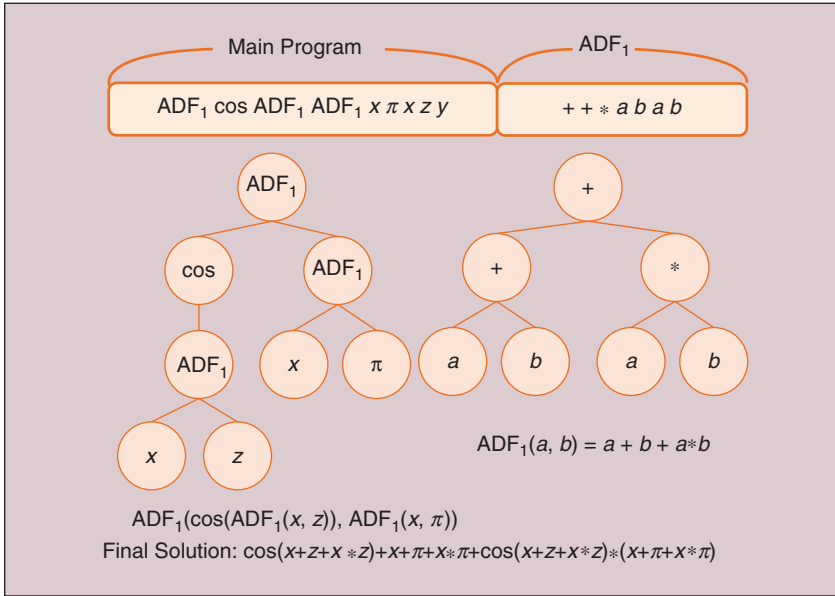 Main Program ADF₁
ADF₁ cos ADF₁ ADF₁ x π x z y + + * a b a b
ADF₁ +
cos ADF₁ + *
ADF₁ x π a b a b
x z
ADF₁(a, b) = a + b + a*b
ADF₁(cos(ADF₁(x, z)), ADF₁(x, π))
Final Solution: cos(x+z+x *z)+x+π+x*π+cos(x+z+x*z)*(x+π+x*π)